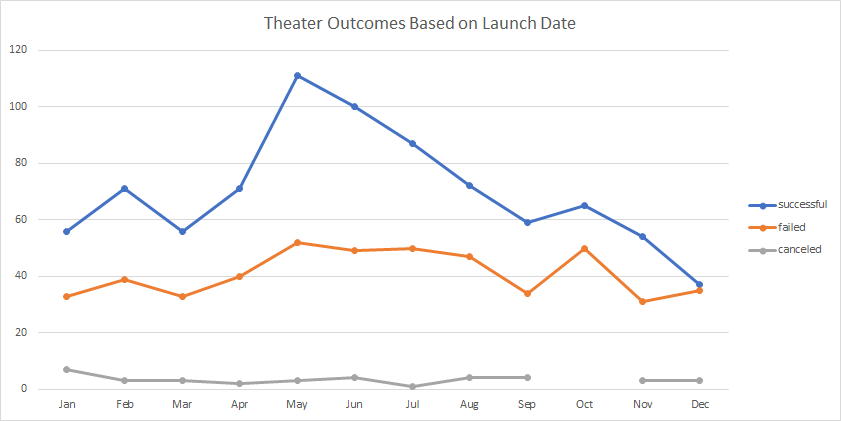 Theater Outcomes Based on Launch Date
120
100
80
60
40
20
0
Jan Feb Mar Apr May Jun Jul Aug Sep Oct Nov Dec
successful
failed
canceled